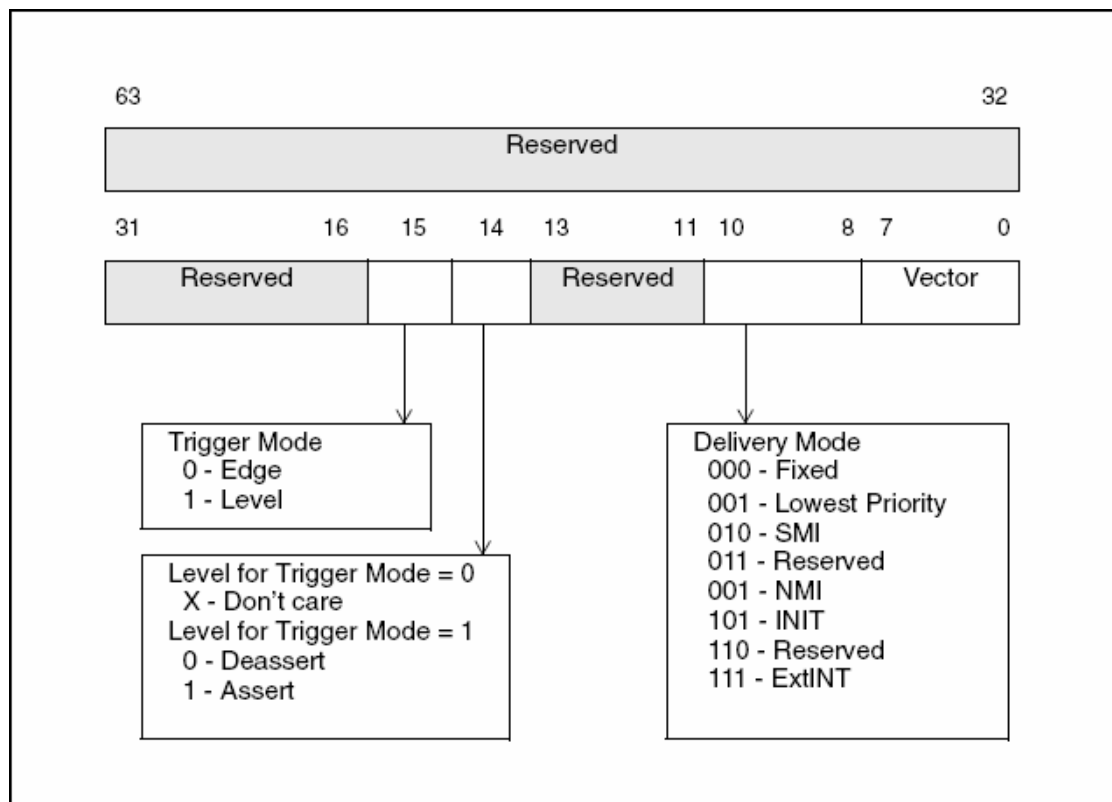 63 32
Reserved
31 16 15 14 13 11 10 8 7 0
Reserved Reserved Vector
Trigger Mode
0 - Edge
1 - Level
Level for Trigger Mode = 0
X - Don't care
Level for Trigger Mode = 1
0 - Deassert
1 - Assert
Delivery Mode
000 - Fixed
001 - Lowest Priority
010 - SMI
011 - Reserved
001 - NMI
101 - INIT
110 - Reserved
111 - ExtINT